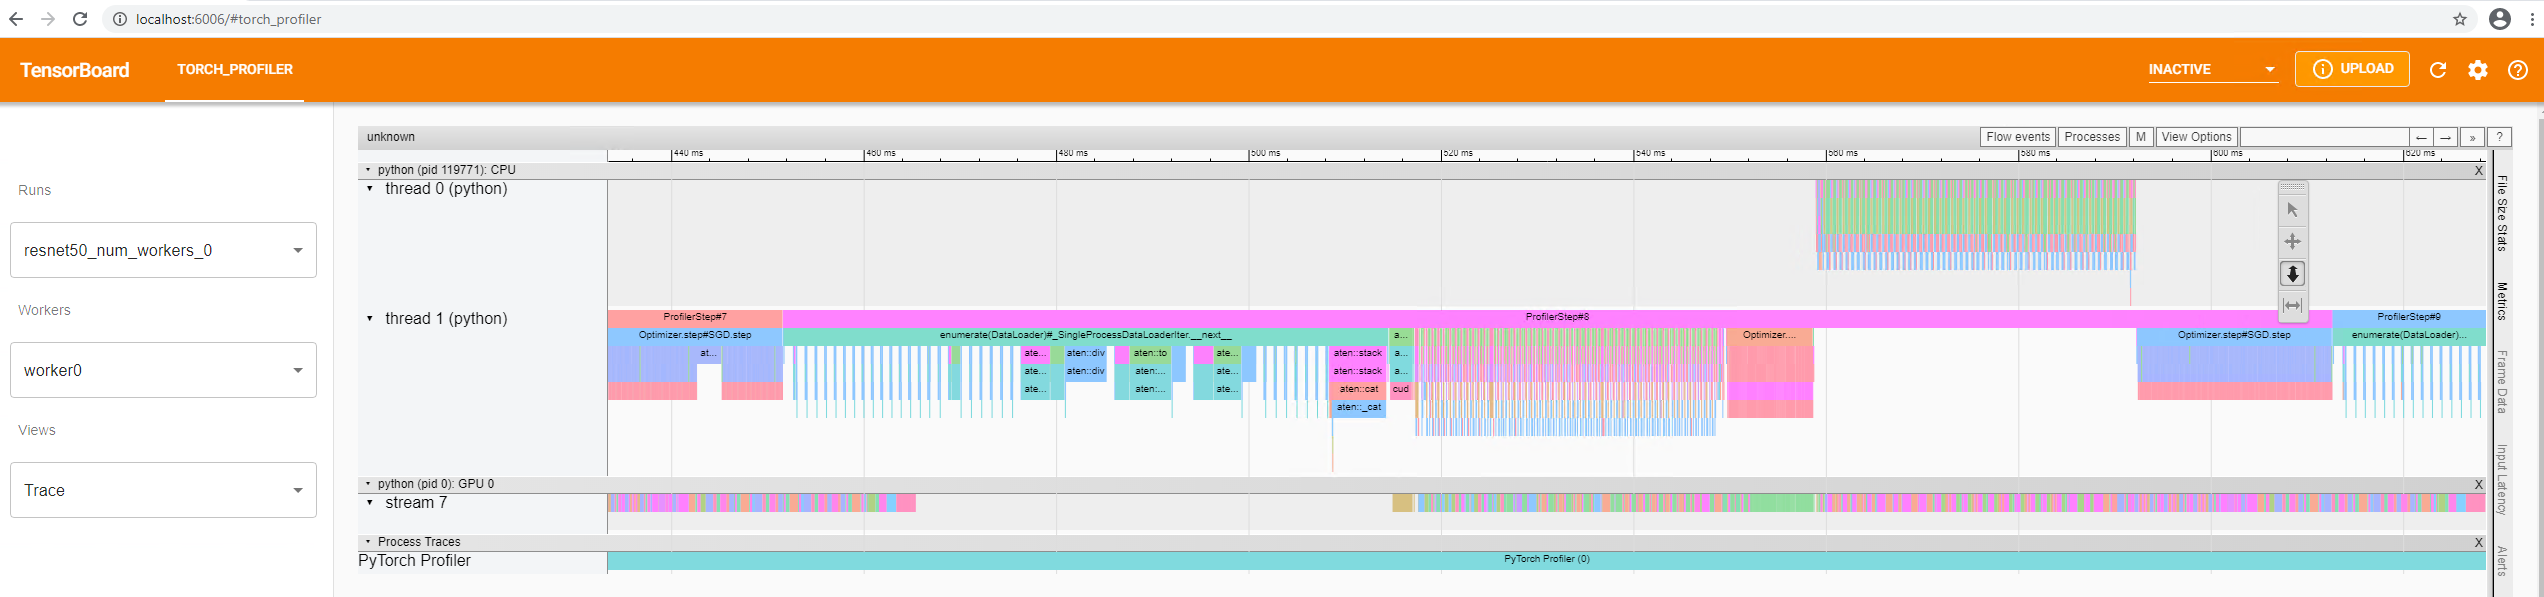 localhost:6006/#torch_profiler
TensorBoard
TORCH_PROFILER
INACTIVE
UPLOAD
Runs
resnet50_num_workers_0
Workers
worker0
Views
Trace
unknown
Flow events
Processes
M
View Options
←
→
»
?
440 ms
460 ms
480 ms
500 ms
520 ms
540 ms
560 ms
580 ms
600 ms
620 ms
python (pid 119771): CPU
X
thread 0 (python)
thread 1 (python)
ProfilerStep#7
ProfilerStep#8
ProfilerStep#9
Optimizer.step#SGD.step
enumerate(DataLoader)#_SingleProcessDataLoaderIter.__next__
a...
Optimizer....
Optimizer.step#SGD.step
enumerate(DataLoader)...
at...
ate...
aten::div
aten::to
ate...
aten::stack
a...
ate...
aten::div
aten:...
ate...
aten::stack
a...
ate...
aten:...
ate...
aten::cat
cud
aten::_cat
python (pid 0): GPU 0
X
stream 7
Process Traces
X
PyTorch Profiler
PyTorch Profiler (0)
File Size Stats
Metrics
Frame Data
Input Latency
Alerts